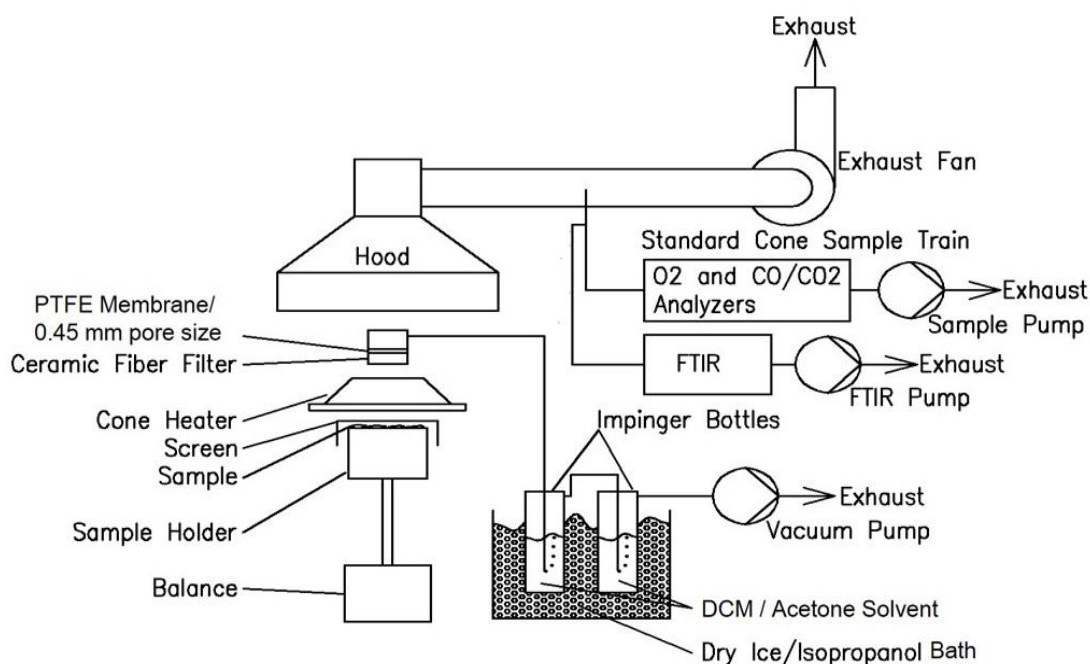 Exhaust
Exhaust Fan
Hood
Standard Cone Sample Train
O2 and CO/CO2
Analyzers
Exhaust
Sample Pump
PTFE Membrane/
0.45 mm pore size
Ceramic Fiber Filter
FTIR
Exhaust
FTIR Pump
Cone Heater
Screen
Sample
Impinger Bottles
Sample Holder
Exhaust
Vacuum Pump
Balance
DCM / Acetone Solvent
Dry Ice/Isopropanol Bath